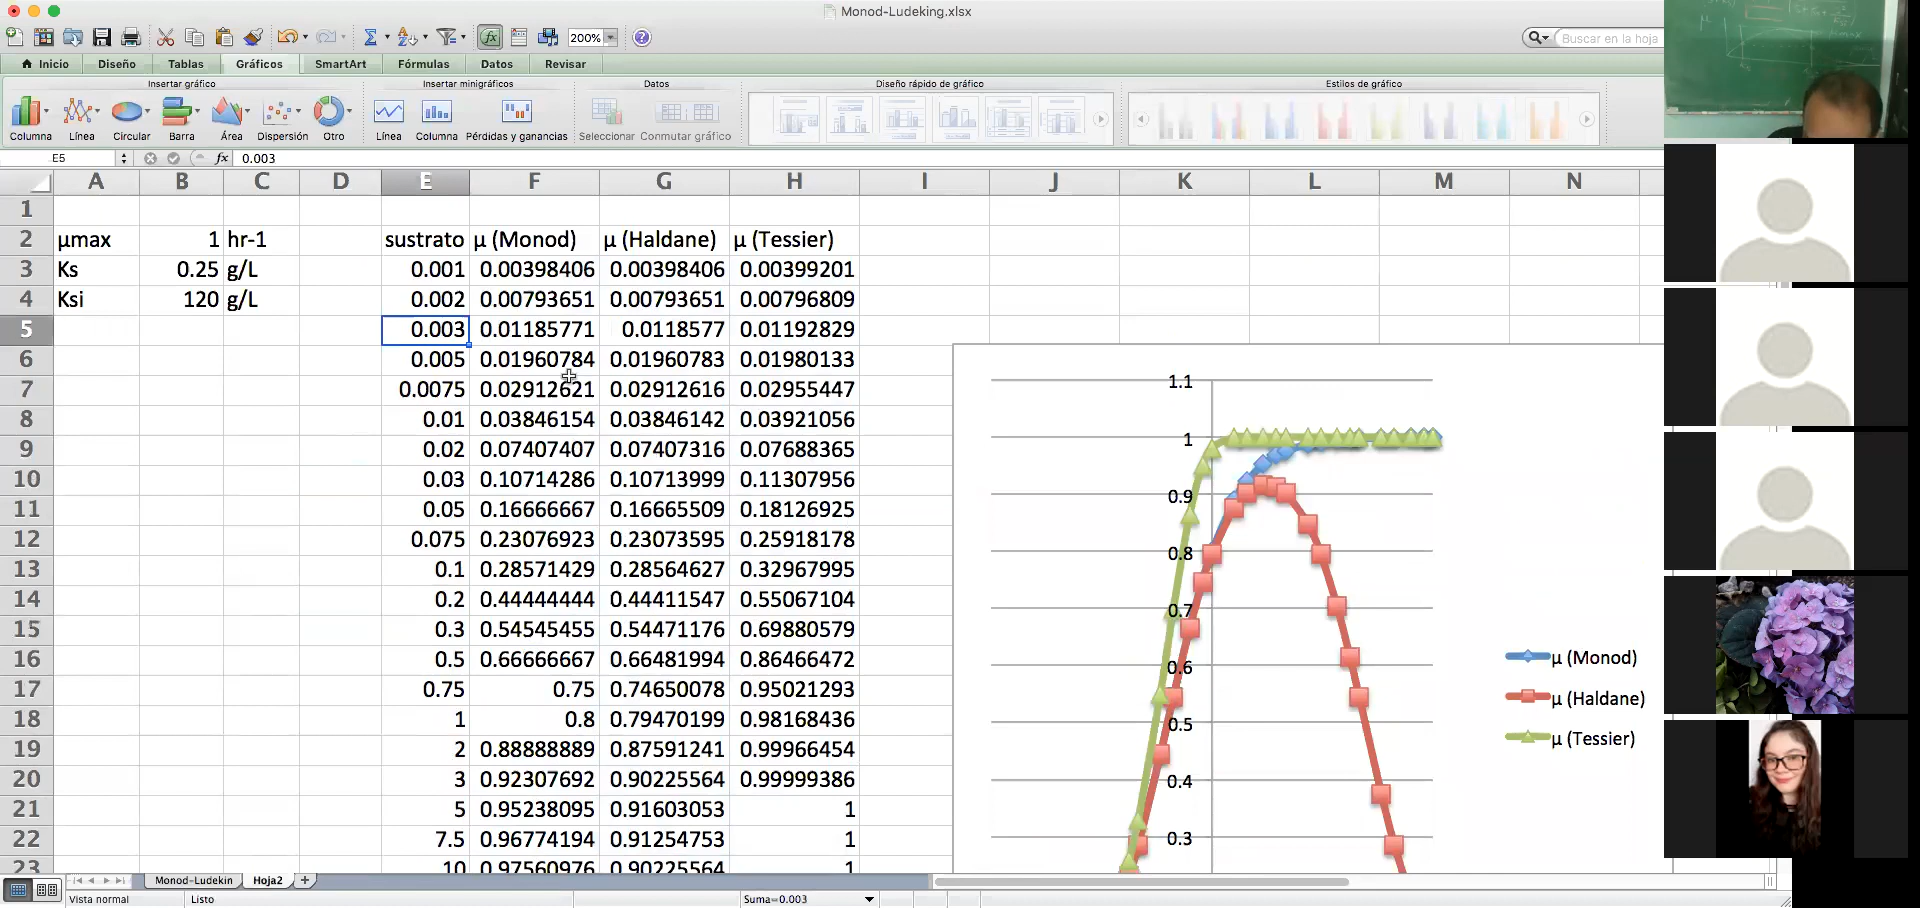 Monod-Ludeking.xlsx
200%
Buscar en la hoja
Inicio Diseño Tablas Gráficos SmartArt Fórmulas Datos Revisar
Insertar gráfico Insertar minigráficos Datos Diseño rápido de gráfico Estilos de gráfico
Columna Línea Circular Barra Área Dispersión Otro Línea Columna Pérdidas y ganancias Seleccionar Conmutar gráfico
E5 fx 0.003
A B C D E F G H I J K L M N
1
2 µmax 1 hr-1 sustrato µ (Monod) µ (Haldane) µ (Tessier)
3 Ks 0.25 g/L 0.001 0.00398406 0.00398406 0.00399201
4 Ksi 120 g/L 0.002 0.00793651 0.00793651 0.00796809
5 0.003 0.01185771 0.0118577 0.01192829
6 0.005 0.01960784 0.01960783 0.01980133
7 0.0075 0.02912621 0.02912616 0.02955447
8 0.01 0.03846154 0.03846142 0.03921056
9 0.02 0.07407407 0.07407316 0.07688365
10 0.03 0.10714286 0.10713999 0.11307956
11 0.05 0.16666667 0.16665509 0.18126925
12 0.075 0.23076923 0.23073595 0.25918178
13 0.1 0.28571429 0.28564627 0.32967995
14 0.2 0.44444444 0.44411547 0.55067104
15 0.3 0.54545455 0.54471176 0.69880579
16 0.5 0.66666667 0.66481994 0.86466472
17 0.75 0.75 0.74650078 0.95021293
18 1 0.8 0.79470199 0.98168436
19 2 0.88888889 0.87591241 0.99966454
20 3 0.92307692 0.90225564 0.99999386
21 5 0.95238095 0.91603053 1
22 7.5 0.96774194 0.91254753 1
23 10 0.97560976 0.90225564 1
1.1
1
0.9
0.8
0.7
0.6
0.5
0.4
0.3
µ (Monod)
µ (Haldane)
µ (Tessier)
Monod-Ludekin Hoja2
Vista normal Listo Suma=0.003